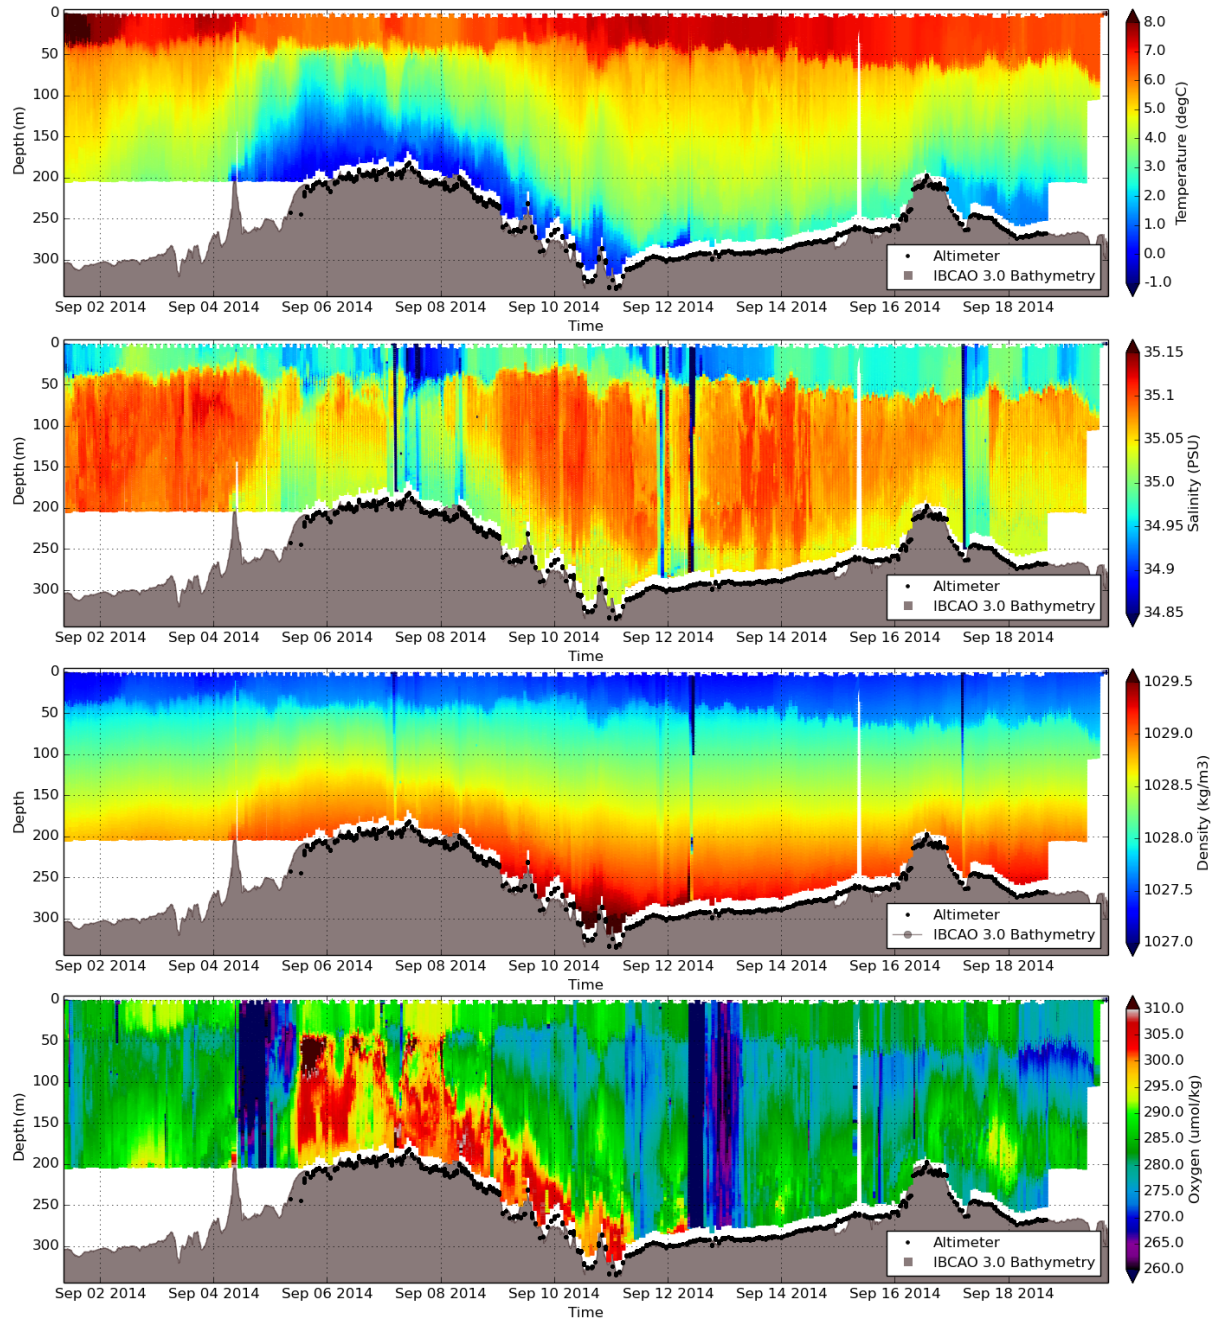 0
50
100
150
200
250
300
Depth (m)
Altimeter
IBCAO 3.0 Bathymetry
Sep 02 2014 Sep 04 2014 Sep 06 2014 Sep 08 2014 Sep 10 2014 Sep 12 2014 Sep 14 2014 Sep 16 2014 Sep 18 2014
Time
8.0
7.0
6.0
5.0
4.0
3.0
2.0
1.0
0.0
-1.0
Temperature (degC)
0
50
100
150
200
250
300
Depth (m)
Altimeter
IBCAO 3.0 Bathymetry
Sep 02 2014 Sep 04 2014 Sep 06 2014 Sep 08 2014 Sep 10 2014 Sep 12 2014 Sep 14 2014 Sep 16 2014 Sep 18 2014
Time
35.15
35.1
35.05
35.0
34.95
34.9
34.85
Salinity (PSU)
0
50
100
150
200
250
300
Depth
Altimeter
IBCAO 3.0 Bathymetry
Sep 02 2014 Sep 04 2014 Sep 06 2014 Sep 08 2014 Sep 10 2014 Sep 12 2014 Sep 14 2014 Sep 16 2014 Sep 18 2014
Time
1029.5
1029.0
1028.5
1028.0
1027.5
1027.0
Density (kg/m3)
0
50
100
150
200
250
300
Depth (m)
Altimeter
IBCAO 3.0 Bathymetry
Sep 02 2014 Sep 04 2014 Sep 06 2014 Sep 08 2014 Sep 10 2014 Sep 12 2014 Sep 14 2014 Sep 16 2014 Sep 18 2014
Time
310.0
305.0
300.0
295.0
290.0
285.0
280.0
275.0
270.0
265.0
260.0
Oxygen (umol/kg)